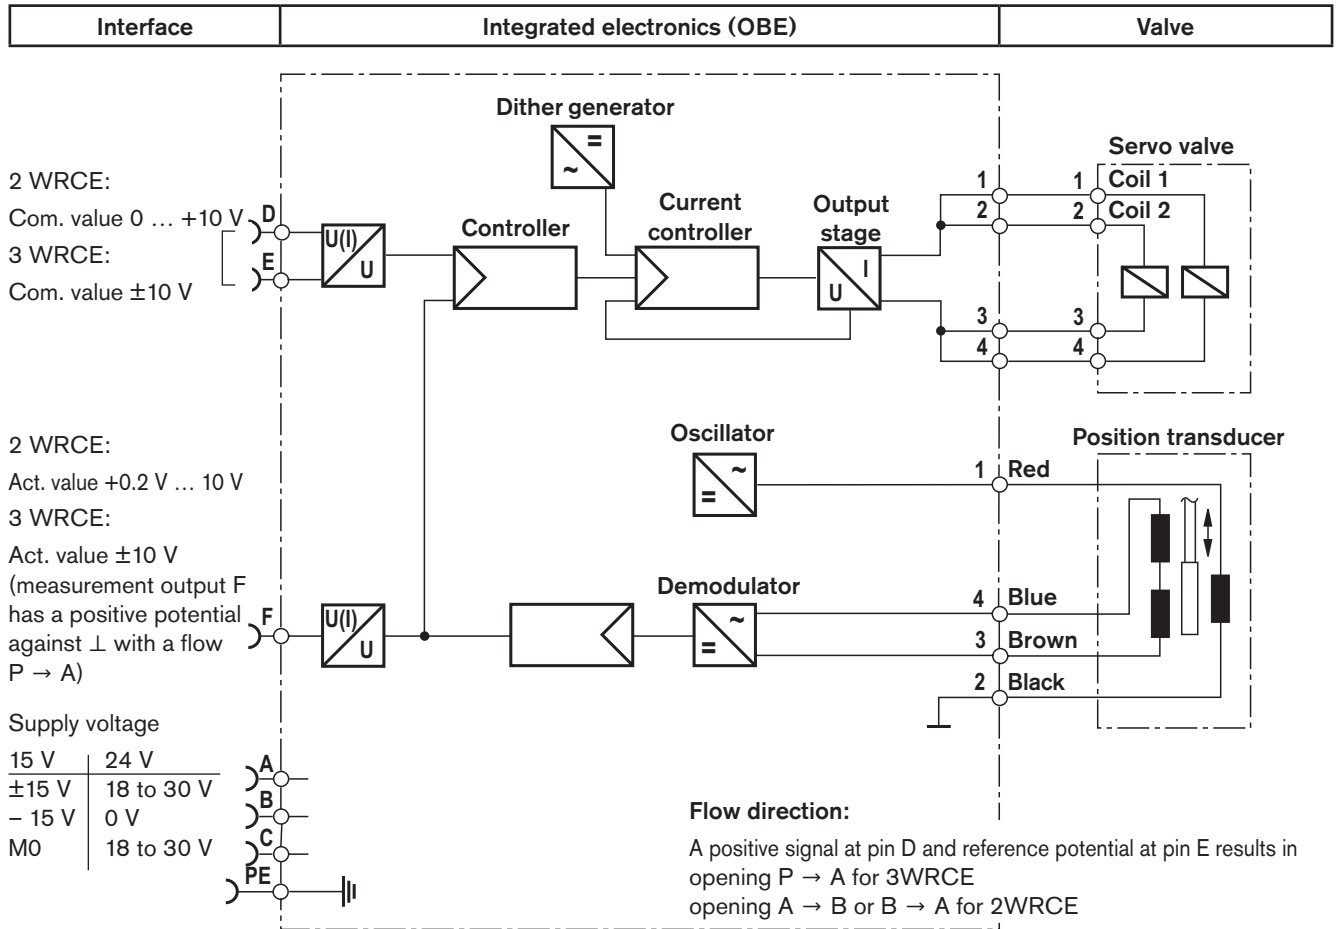 Interface
Integrated electronics (OBE)
Valve
Dither generator
=
~
2 WRCE:
Com. value 0 … +10 V
3 WRCE:
Com. value ±10 V
D
E
U(I)
U
Controller
Current
controller
Output
stage
I
U
1
2
3
4
Servo valve
1 Coil 1
2 Coil 2
3
4
2 WRCE:
Act. value +0.2 V … 10 V
3 WRCE:
Act. value ±10 V
(measurement output F
has a positive potential
against ⊥ with a flow
P → A)
F
U(I)
U
Oscillator
~
=
Demodulator
~
=
Position transducer
1 Red
4 Blue
3 Brown
2 Black
Supply voltage
15 V 24 V
±15 V 18 to 30 V
– 15 V 0 V
M0 18 to 30 V
A
B
C
PE
Flow direction:
A positive signal at pin D and reference potential at pin E results in
opening P → A for 3WRCE
opening A → B or B → A for 2WRCE